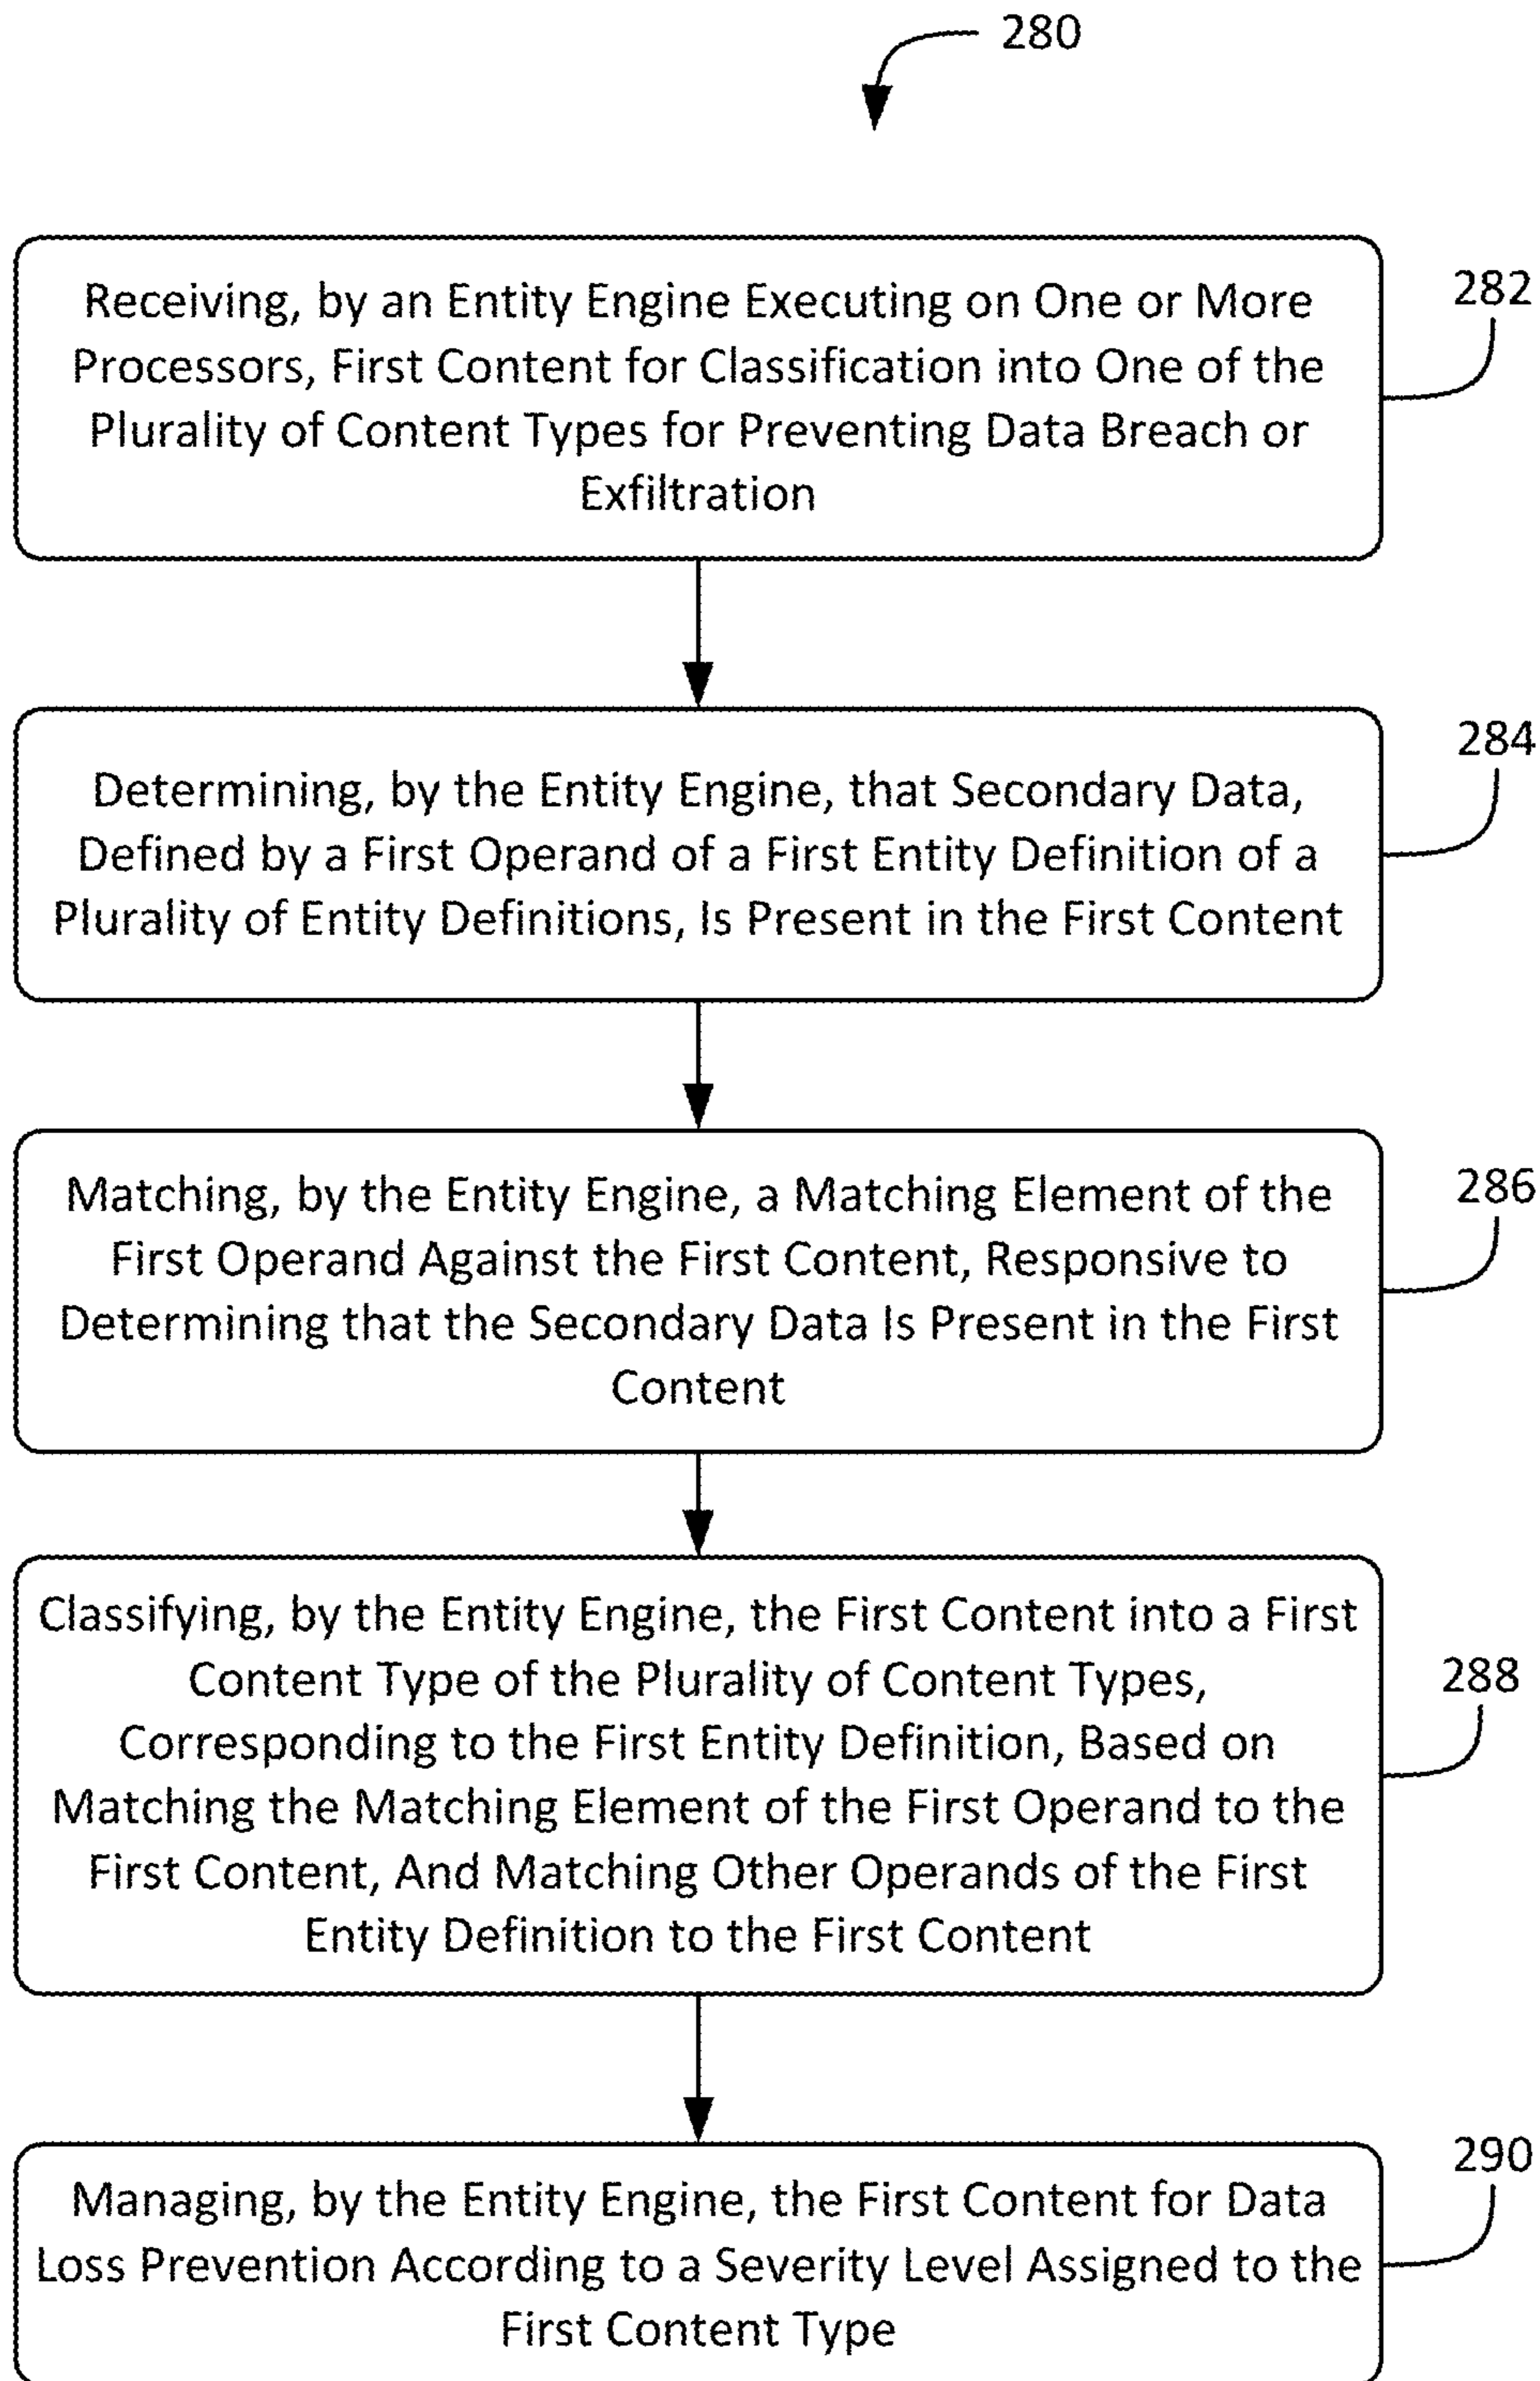 280
Receiving, by an Entity Engine Executing on One or More
Processors, First Content for Classification into One of the
Plurality of Content Types for Preventing Data Breach or
Exfiltration
282
Determining, by the Entity Engine, that Secondary Data,
Defined by a First Operand of a First Entity Definition of a
Plurality of Entity Definitions, Is Present in the First Content
284
Matching, by the Entity Engine, a Matching Element of the
First Operand Against the First Content, Responsive to
Determining that the Secondary Data Is Present in the First
Content
286
Classifying, by the Entity Engine, the First Content into a First
Content Type of the Plurality of Content Types,
Corresponding to the First Entity Definition, Based on
Matching the Matching Element of the First Operand to the
First Content, And Matching Other Operands of the First
Entity Definition to the First Content
288
Managing, by the Entity Engine, the First Content for Data
Loss Prevention According to a Severity Level Assigned to the
First Content Type
290